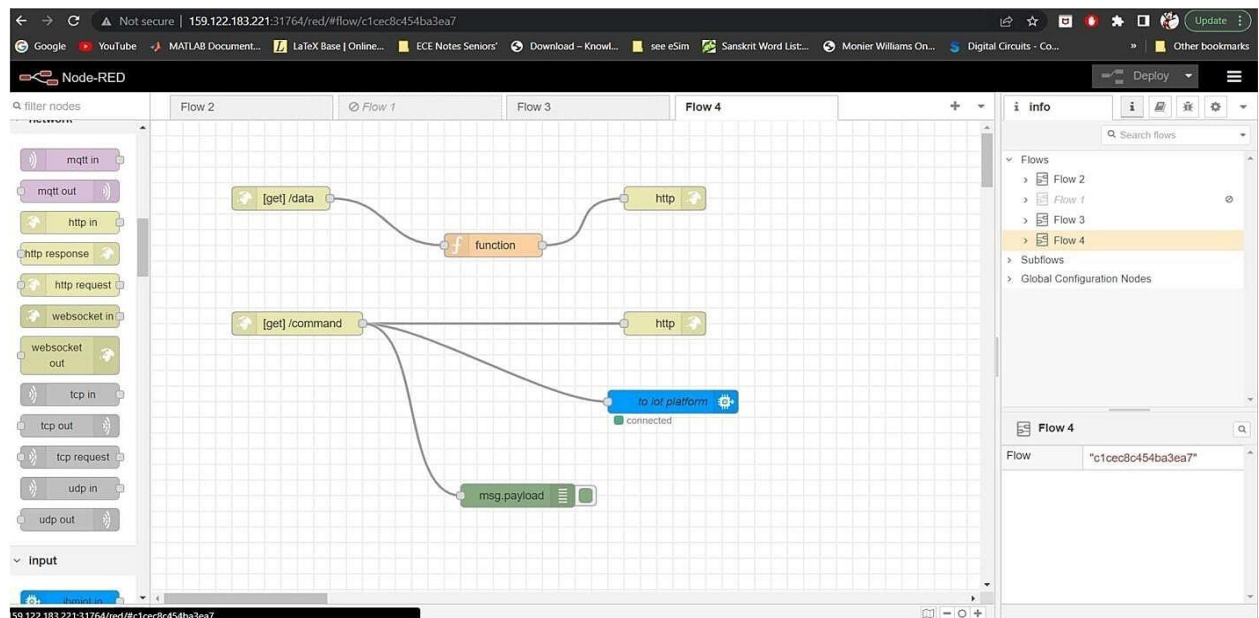 Not secure | 159.122.183.221:31764/red/#flow/c1cec8c454ba3ea7 Update
Google YouTube MATLAB Document... LaTeX Base | Online... ECE Notes Seniors' Download – Knowl... see eSim Sanskrit Word List:... Monier Williams On... Digital Circuits - Co... » Other bookmarks
Node-RED Deploy
filter nodes Flow 2 Flow 1 Flow 3 Flow 4 info
network
Search flows
mqtt in
mqtt out
http in
http response
http request
websocket in
websocket
out
tcp in
tcp out
tcp request
udp in
udp out
input
ibmiot in
[get] /data
http
function
[get] /command
http
to iot platform
connected
msg.payload
Flows
Flow 2
Flow 1
Flow 3
Flow 4
Subflows
Global Configuration Nodes
Flow 4
Flow "c1cec8c454ba3ea7"
59.122.183.221:31764/red/#c1cec8c454ba3ea7